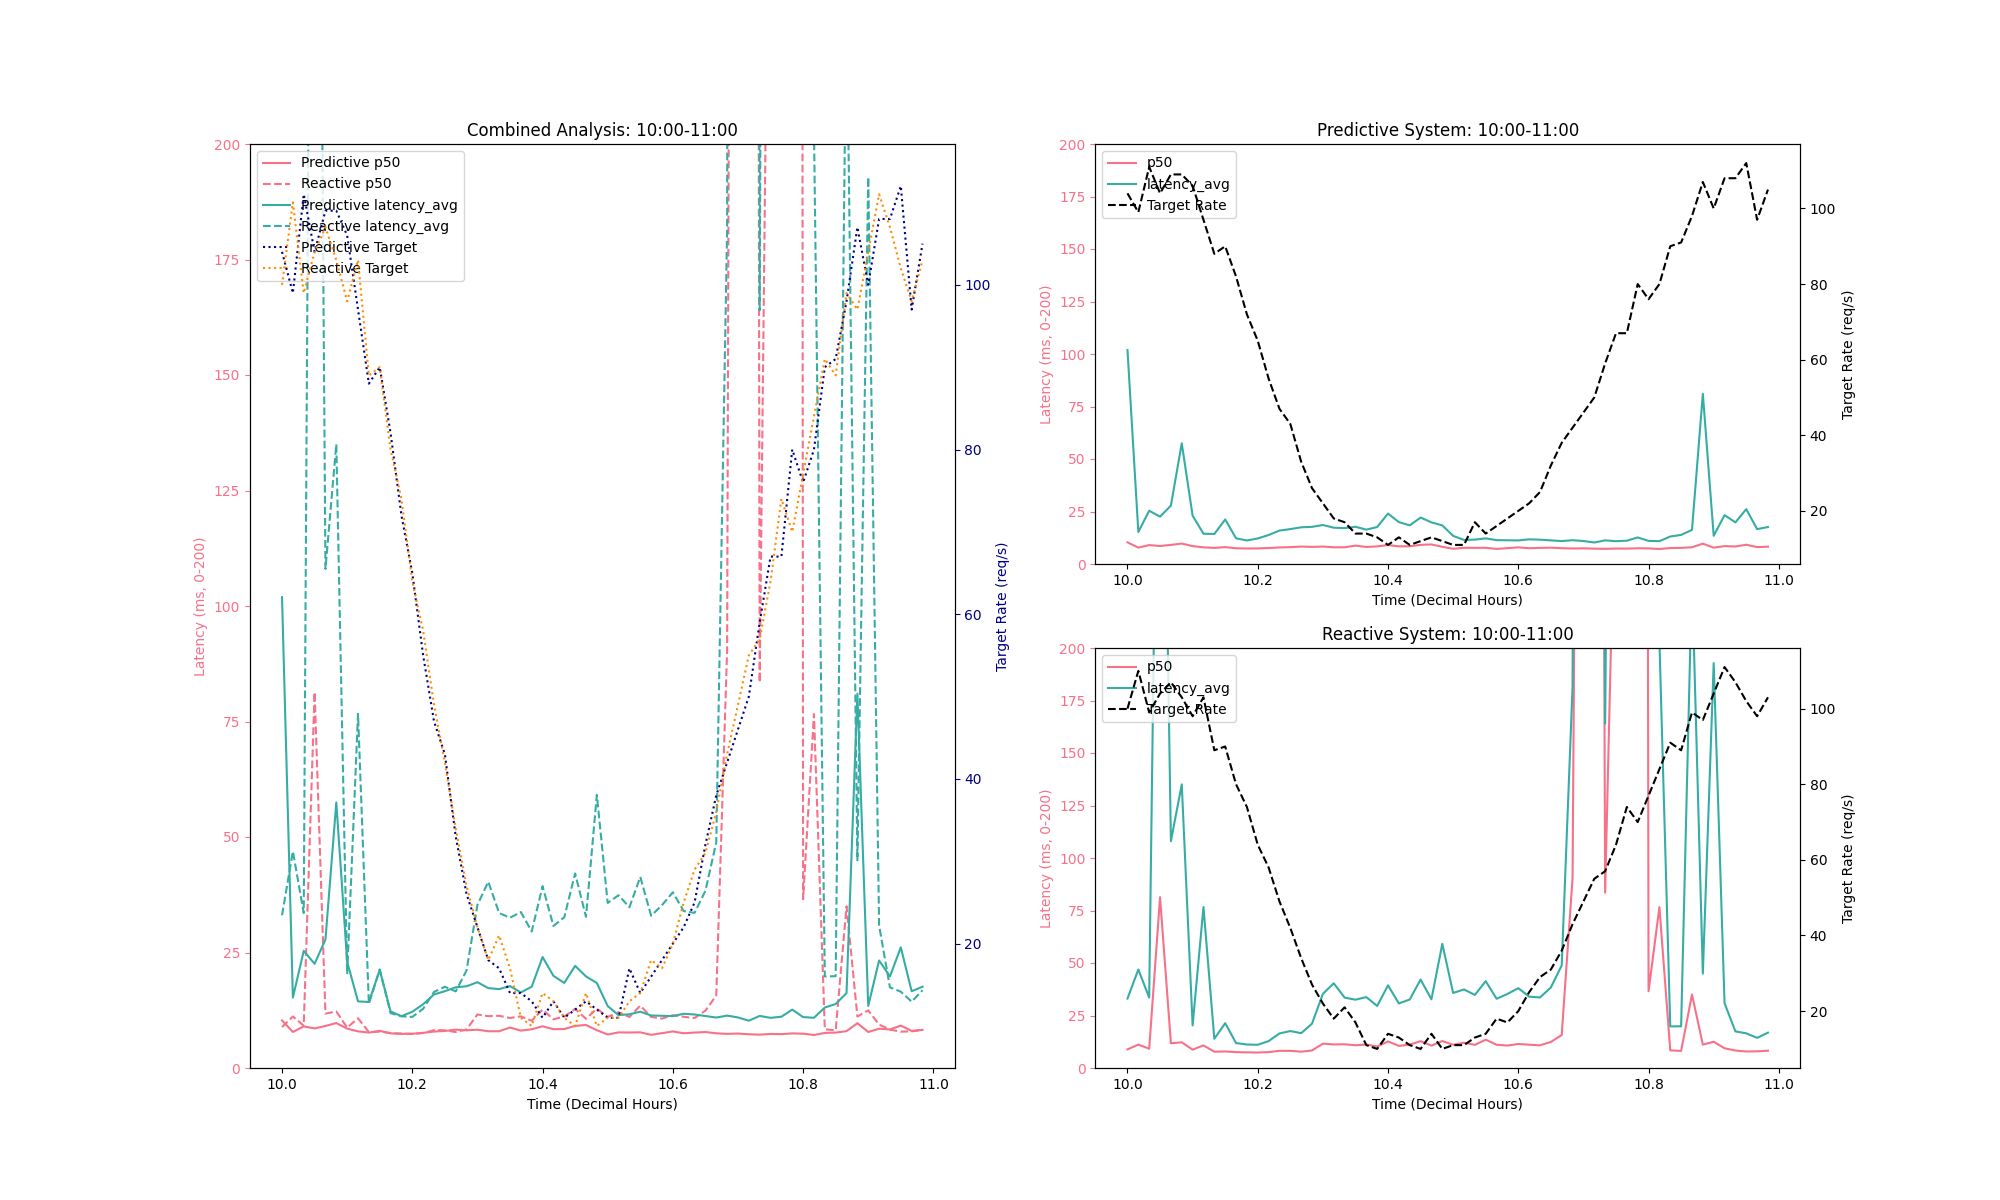 Combined Analysis: 10:00-11:00
Predictive p50
Reactive p50
Predictive latency_avg
Reactive latency_avg
Predictive Target
Reactive Target
200
175
150
125
100
75
50
25
0
Latency (ms, 0-200)
100
80
60
40
20
Target Rate (req/s)
10.0 10.2 10.4 10.6 10.8 11.0
Time (Decimal Hours)
Predictive System: 10:00-11:00
p50
latency_avg
Target Rate
200
175
150
125
100
75
50
25
0
Latency (ms, 0-200)
100
80
60
40
20
Target Rate (req/s)
10.0 10.2 10.4 10.6 10.8 11.0
Time (Decimal Hours)
Reactive System: 10:00-11:00
p50
latency_avg
Target Rate
200
175
150
125
100
75
50
25
0
Latency (ms, 0-200)
100
80
60
40
20
Target Rate (req/s)
10.0 10.2 10.4 10.6 10.8 11.0
Time (Decimal Hours)